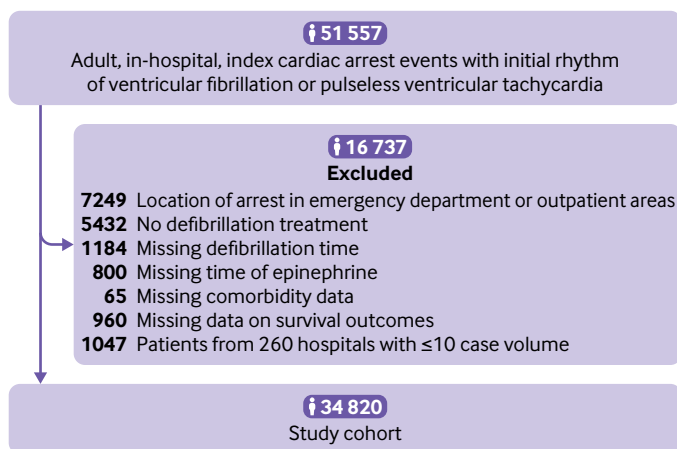 51 557
Adult, in-hospital, index cardiac arrest events with initial rhythm
of ventricular fibrillation or pulseless ventricular tachycardia
16 737
Excluded
7249 Location of arrest in emergency department or outpatient areas
5432 No defibrillation treatment
1184 Missing defibrillation time
800 Missing time of epinephrine
65 Missing comorbidity data
960 Missing data on survival outcomes
1047 Patients from 260 hospitals with ≤10 case volume
34 820
Study cohort